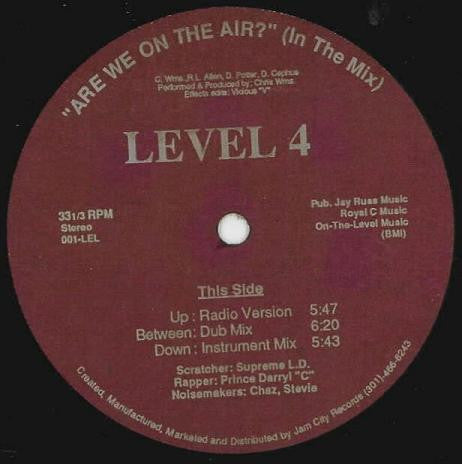 "ARE WE ON THE AIR?" (In The Mix)
C. Wms.,R.L. Allen, D. Potter, D. Cephus
Performed & Produced by: Chris Wms.
Effects edits: Vicious "V"
LEVEL 4
33 1/3 RPM
Stereo
001-LEL
Pub. Jay Russ Music
Royal C Music
On-The-Level Music
(BMI)
This Side
Up : Radio Version 5:47
Between : Dub Mix 6:20
Down : Instrument Mix 5:43
Scratcher: Supreme L.D.
Rapper: Prince Darryl "C"
Noisemakers: Chaz, Stevie
Created, Manufactured, Marketed and Distributed by Jam City Records (301)-466-6243